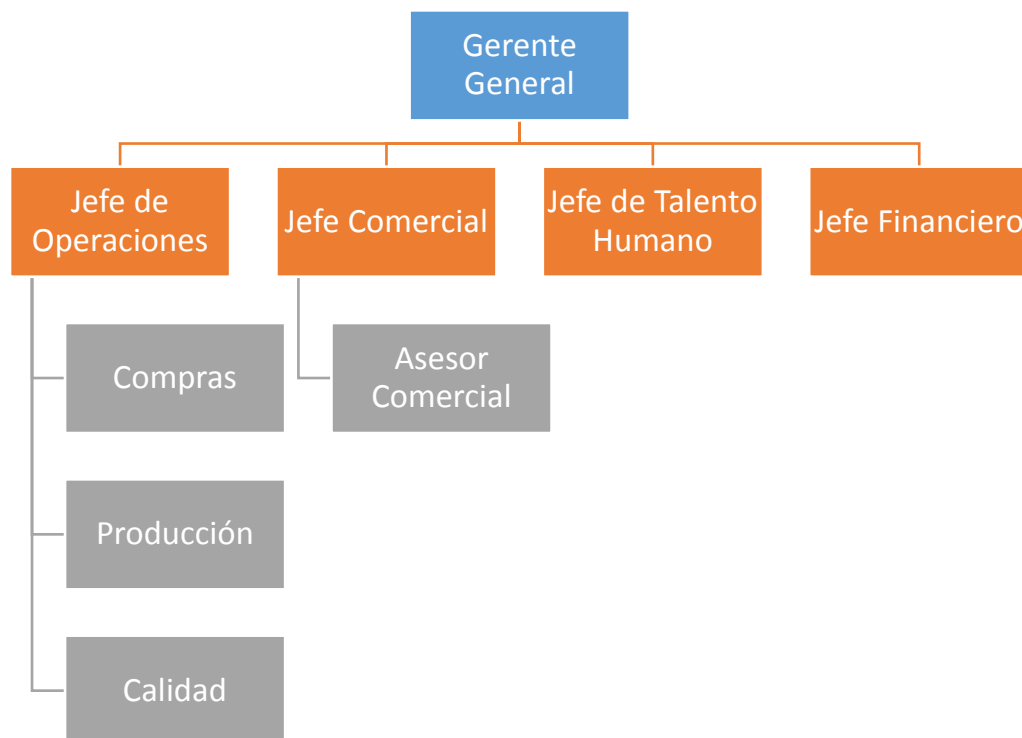 Gerente
General
Jefe de
Operaciones
Jefe Comercial
Jefe de Talento
Humano
Jefe Financiero
Compras
Asesor
Comercial
Producción
Calidad